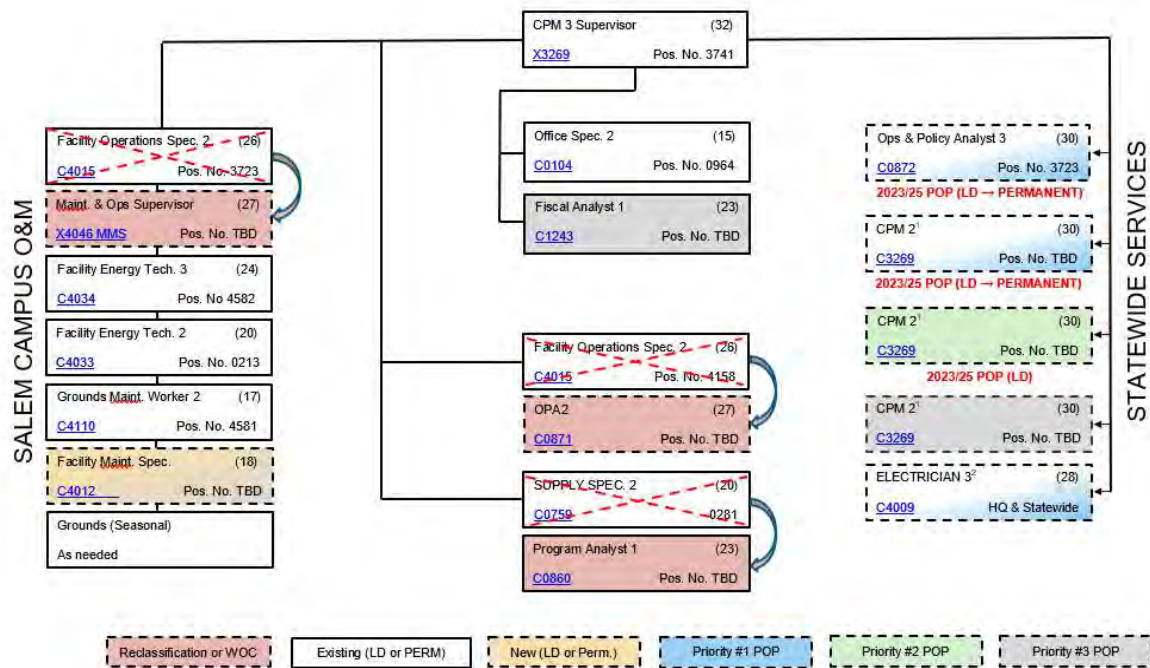 CPM 3 Supervisor (32)
X3269 Pos. No. 3741
SALEM CAMPUS O&M
Facility Operations Spec. 2 (26)
C4015 Pos. No. 3723
Maint. & Ops Supervisor (27)
X4046 MMS Pos. No. TBD
Facility Energy Tech. 3 (24)
C4034 Pos. No 4582
Facility Energy Tech. 2 (20)
C4033 Pos. No. 0213
Grounds Maint. Worker 2 (17)
C4110 Pos. No. 4581
Facility Maint. Spec. (18)
C4012 Pos. No. TBD
Grounds (Seasonal)
As needed
Office Spec. 2 (15)
C0104 Pos. No. 0964
Fiscal Analyst 1 (23)
C1243 Pos. No. TBD
Facility Operations Spec. 2 (26)
C4015 Pos. No. 4158
OPA2 (27)
C0871 Pos. No. TBD
SUPPLY SPEC. 2 (20)
C0759 0281
Program Analyst 1 (23)
C0860 Pos. No. TBD
STATEWIDE SERVICES
Ops & Policy Analyst 3 (30)
C0872 Pos. No. 3723
2023/25 POP (LD → PERMANENT)
CPM 2¹ (30)
C3269 Pos. No. TBD
2023/25 POP (LD → PERMANENT)
CPM 2¹ (30)
C3269 Pos. No. TBD
2023/25 POP (LD)
CPM 2¹ (30)
C3269 Pos. No. TBD
ELECTRICIAN 3² (28)
C4009 HQ & Statewide
Reclassification or WOC
Existing (LD or PERM)
New (LD or Perm.)
Priority #1 POP
Priority #2 POP
Priority #3 POP